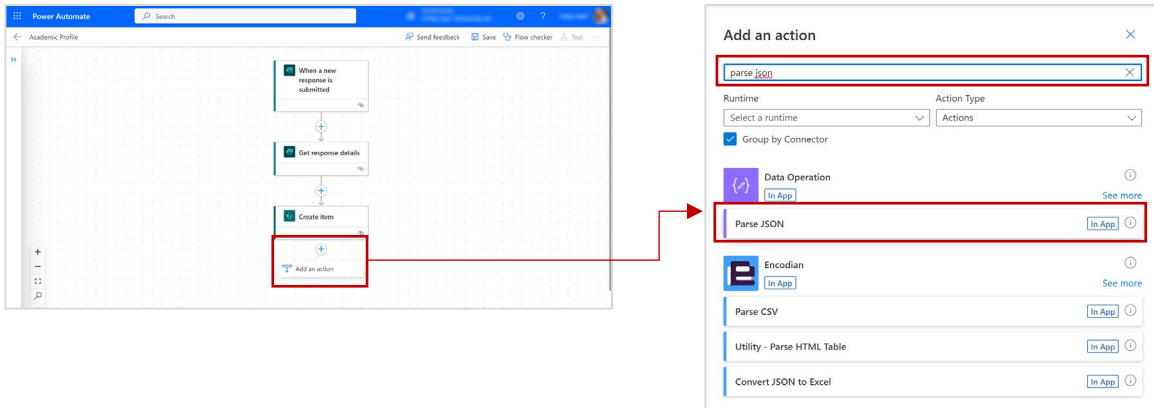 Power Automate
Search
?
Academic Profile
Send feedback
Save
Flow checker
Test
When a new
response is
submitted
Get response details
Create item
Add an action
Add an action
parse json
Runtime
Action Type
Select a runtime
Actions
Group by Connector
Data Operation
In App
See more
Parse JSON
In App
Encodian
In App
See more
Parse CSV
In App
Utility - Parse HTML Table
In App
Convert JSON to Excel
In App